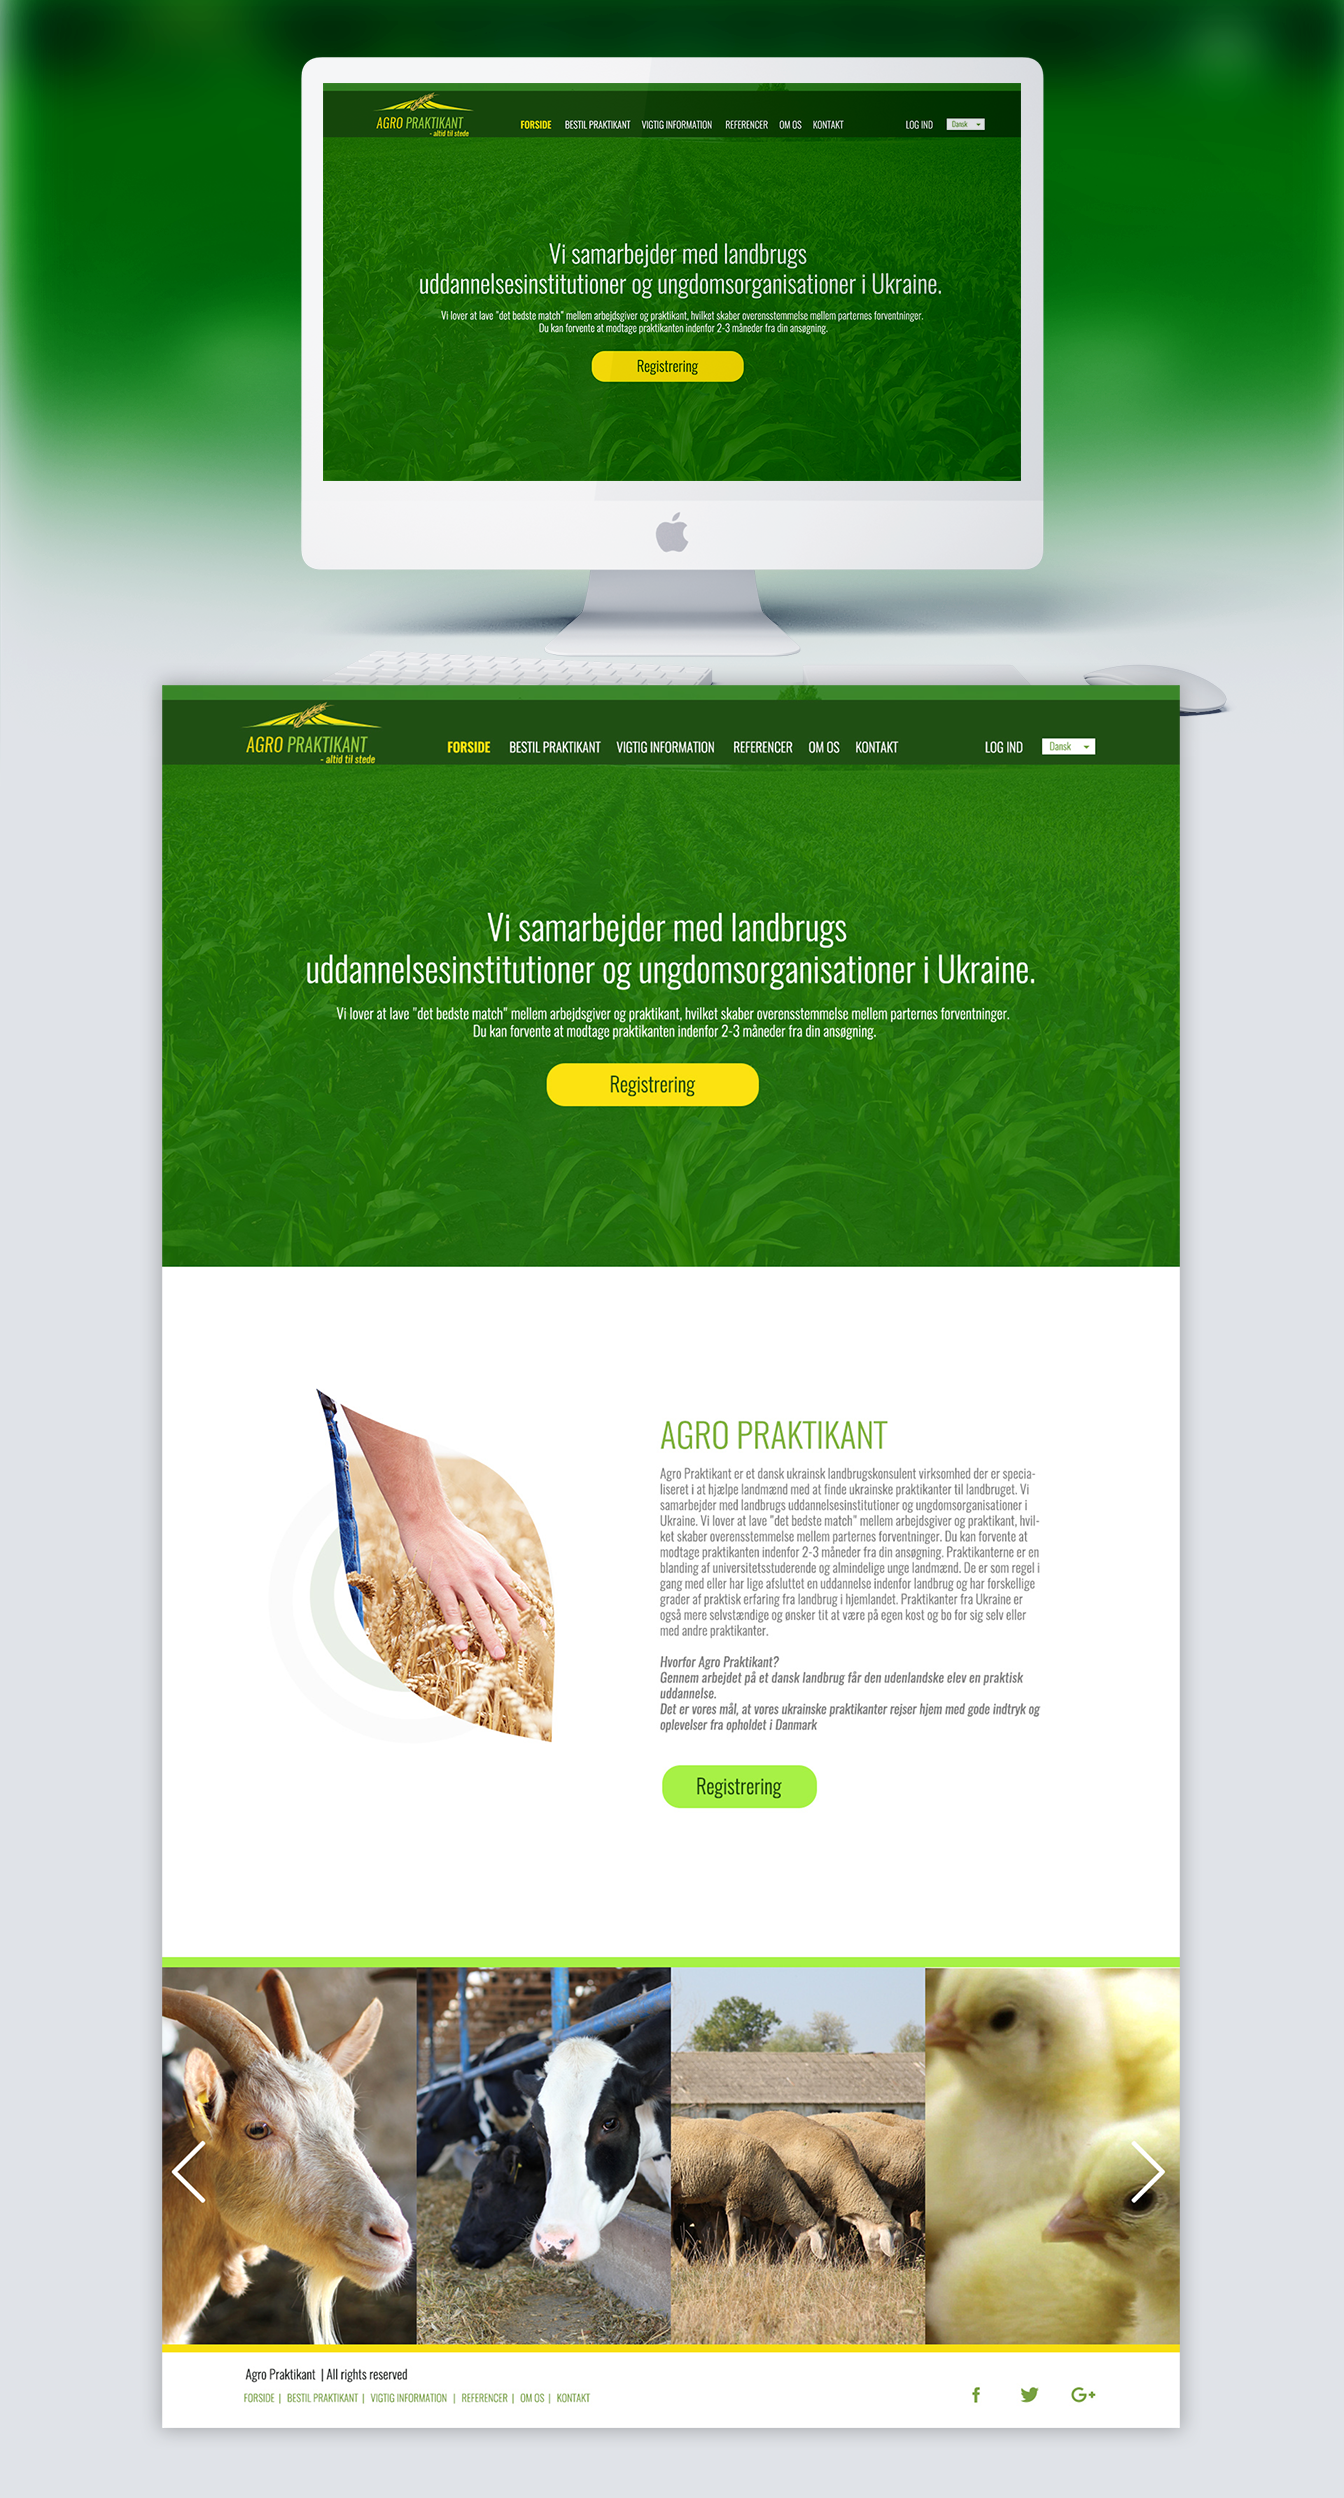 AGRO PRAKTIKANT
- altid til stede
FORSIDE BESTIL PRAKTIKANT VIGTIG INFORMATION REFERENCER OM OS KONTAKT LOG IND Dansk
Vi samarbejder med landbrugs
uddannelsesinstitutioner og ungdomsorganisationer i Ukraine.
Vi lover at lave "det bedste match" mellem arbejdsgiver og praktikant, hvilket skaber overensstemmelse mellem parternes forventninger.
Du kan forvente at modtage praktikanten indenfor 2-3 måneder fra din ansøgning.
Registrering
AGRO PRAKTIKANT
- altid til stede
FORSIDE BESTIL PRAKTIKANT VIGTIG INFORMATION REFERENCER OM OS KONTAKT LOG IND Dansk
Vi samarbejder med landbrugs
uddannelsesinstitutioner og ungdomsorganisationer i Ukraine.
Vi lover at lave "det bedste match" mellem arbejdsgiver og praktikant, hvilket skaber overensstemmelse mellem parternes forventninger.
Du kan forvente at modtage praktikanten indenfor 2-3 måneder fra din ansøgning.
Registrering
AGRO PRAKTIKANT
Agro Praktikant er et dansk ukrainsk landbrugskonsulent virksomhed der er specia-
liseret i at hjælpe landmænd med at finde ukrainske praktikanter til landbruget. Vi
samarbejder med landbrugs uddannelsesinstitutioner og ungdomsorganisationer i
Ukraine. Vi lover at lave "det bedste match" mellem arbejdsgiver og praktikant, hvil-
ket skaber overensstemmelse mellem parternes forventninger. Du kan forvente at
modtage praktikanten indenfor 2-3 måneder fra din ansøgning. Praktikanterne er en
blanding af universitetsstuderende og almindelige unge landmænd. De er som regel i
gang med eller har lige afsluttet en uddannelse indenfor landbrug og har forskellige
grader af praktisk erfaring fra landbrug i hjemlandet. Praktikanter fra Ukraine er
også mere selvstændige og ønsker tit at være på egen kost og bo for sig selv eller
med andre praktikanter.
Hvorfor Agro Praktikant?
Gennem arbejdet på et dansk landbrug får den udenlandske elev en praktisk
uddannelse.
Det er vores mål, at vores ukrainske praktikanter rejser hjem med gode indtryk og
oplevelser fra opholdet i Danmark
Registrering
Agro Praktikant | All rights reserved
FORSIDE | BESTIL PRAKTIKANT | VIGTIG INFORMATION | REFERENCER | OM OS | KONTAKT
f G+